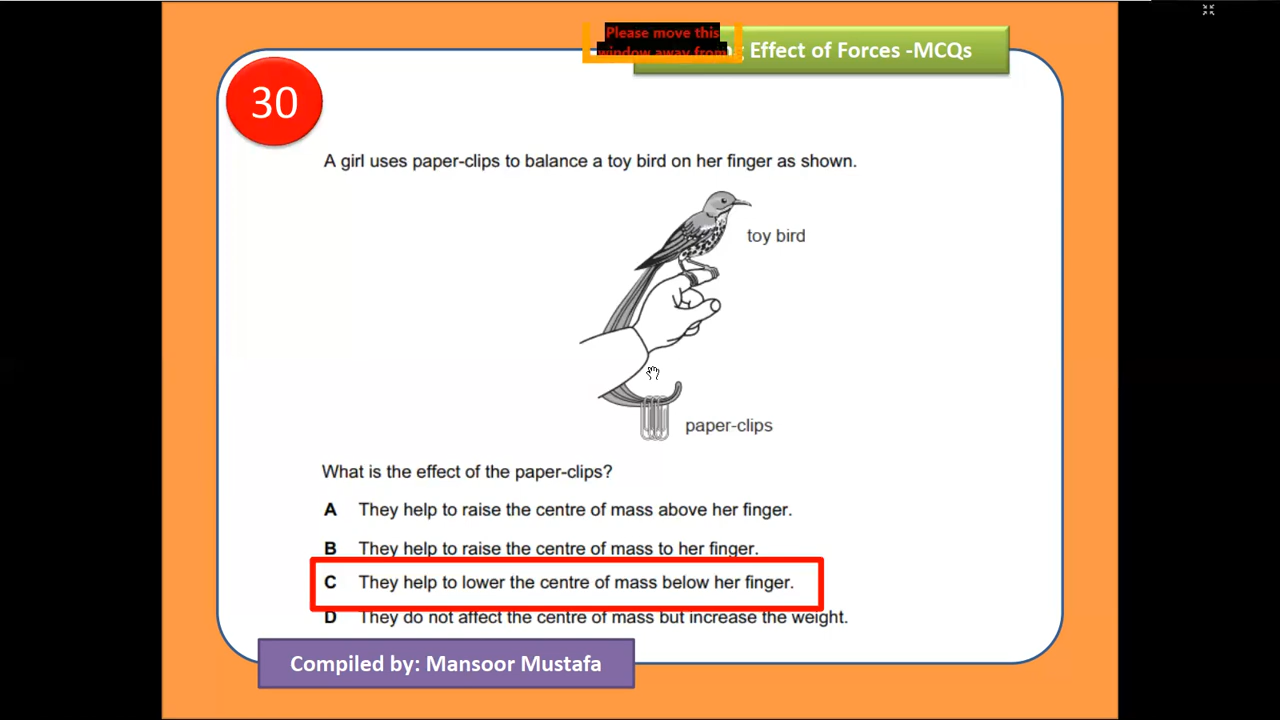 Please move this
window away from
Effect of Forces -MCQs
30
A girl uses paper-clips to balance a toy bird on her finger as shown.
toy bird
paper-clips
What is the effect of the paper-clips?
A They help to raise the centre of mass above her finger.
B They help to raise the centre of mass to her finger.
C They help to lower the centre of mass below her finger.
D They do not affect the centre of mass but increase the weight.
Compiled by: Mansoor Mustafa